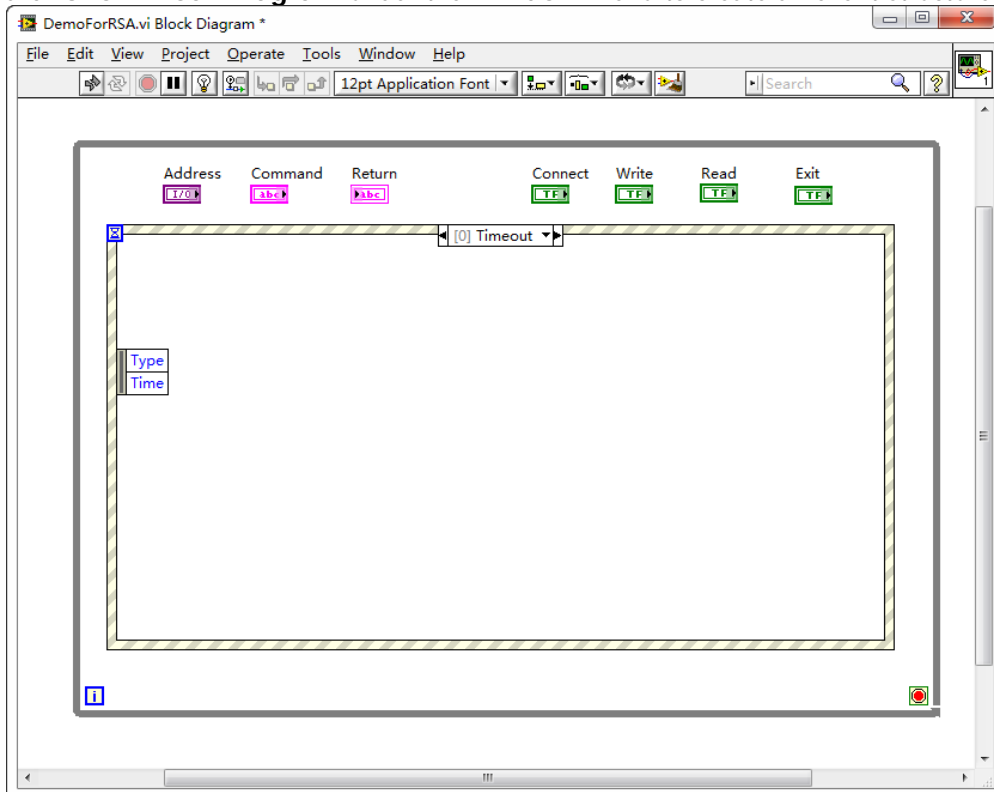 DemoForRSA.vi Block Diagram *
File Edit View Project Operate Tools Window Help
12pt Application Font Search
1
Address Command Return Connect Write Read Exit
I/O abc abc TF TF TF TF
[0] Timeout
Type
Time
i